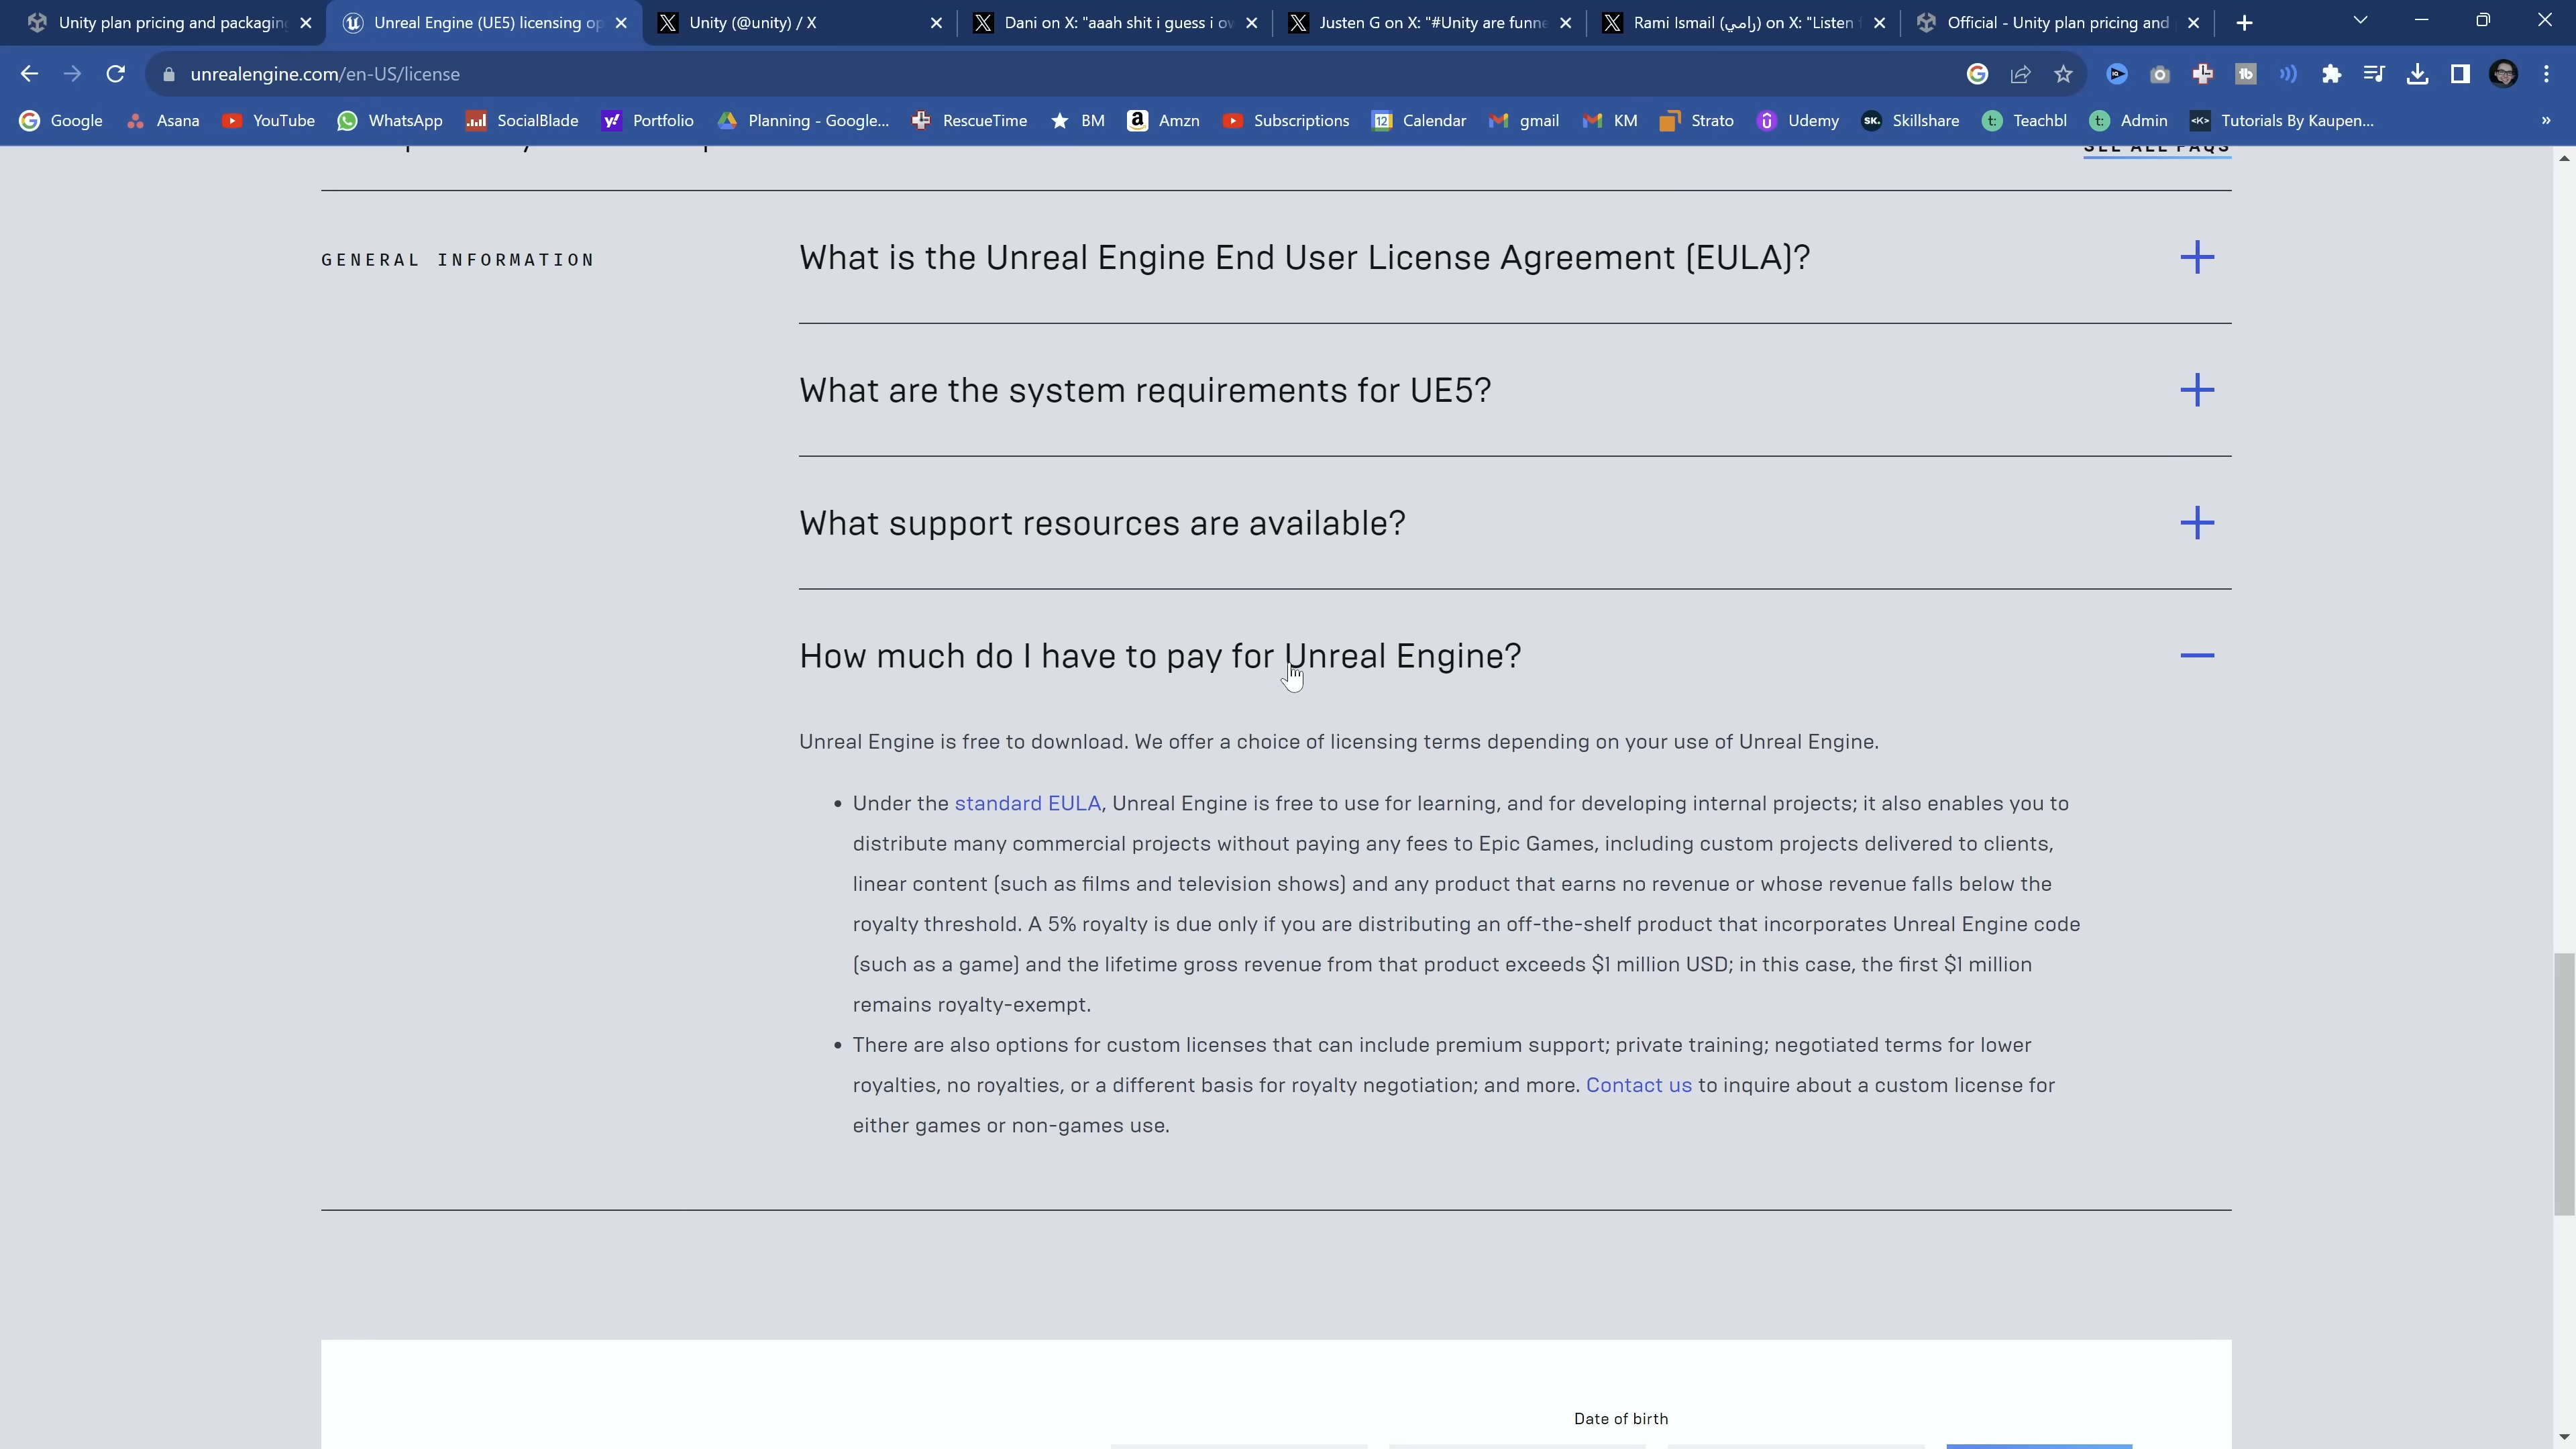 Unity plan pricing and packaging
Unreal Engine (UE5) licensing op
Unity (@unity) / X
Dani on X: "aaah shit i guess i ow
Justen G on X: "#Unity are funne
Rami Ismail (رامي) on X: "Listen
Official - Unity plan pricing and
unrealengine.com/en-US/license
Google
Asana
YouTube
WhatsApp
SocialBlade
Portfolio
Planning - Google...
RescueTime
BM
Amzn
Subscriptions
Calendar
gmail
KM
Strato
Udemy
Skillshare
Teachbl
Admin
Tutorials By Kaupen...
SEE ALL FAQS
GENERAL INFORMATION
What is the Unreal Engine End User License Agreement (EULA)?
What are the system requirements for UE5?
What support resources are available?
How much do I have to pay for Unreal Engine?
Unreal Engine is free to download. We offer a choice of licensing terms depending on your use of Unreal Engine.
• Under the standard EULA, Unreal Engine is free to use for learning, and for developing internal projects; it also enables you to
distribute many commercial projects without paying any fees to Epic Games, including custom projects delivered to clients,
linear content (such as films and television shows) and any product that earns no revenue or whose revenue falls below the
royalty threshold. A 5% royalty is due only if you are distributing an off-the-shelf product that incorporates Unreal Engine code
(such as a game) and the lifetime gross revenue from that product exceeds $1 million USD; in this case, the first $1 million
remains royalty-exempt.
• There are also options for custom licenses that can include premium support; private training; negotiated terms for lower
royalties, no royalties, or a different basis for royalty negotiation; and more. Contact us to inquire about a custom license for
either games or non-games use.
Date of birth